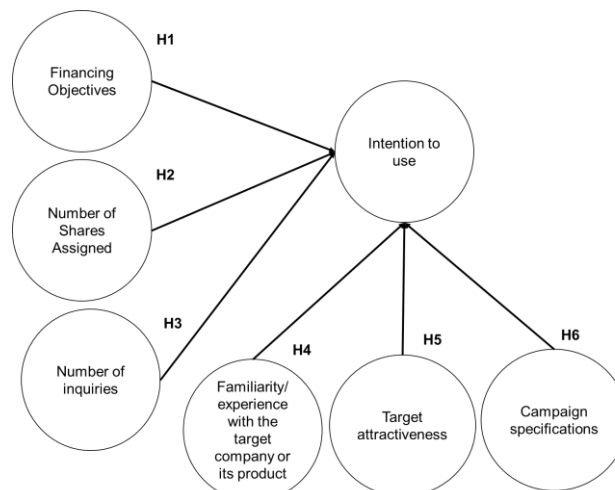 H1
Financing
Objectives
Intention to
use
H2
Number of
Shares
Assigned
H3
Number of
inquiries
H4
Familiarity/
experience
with the
target
company or
its product
H5
Target
attractiveness
H6
Campaign
specifications